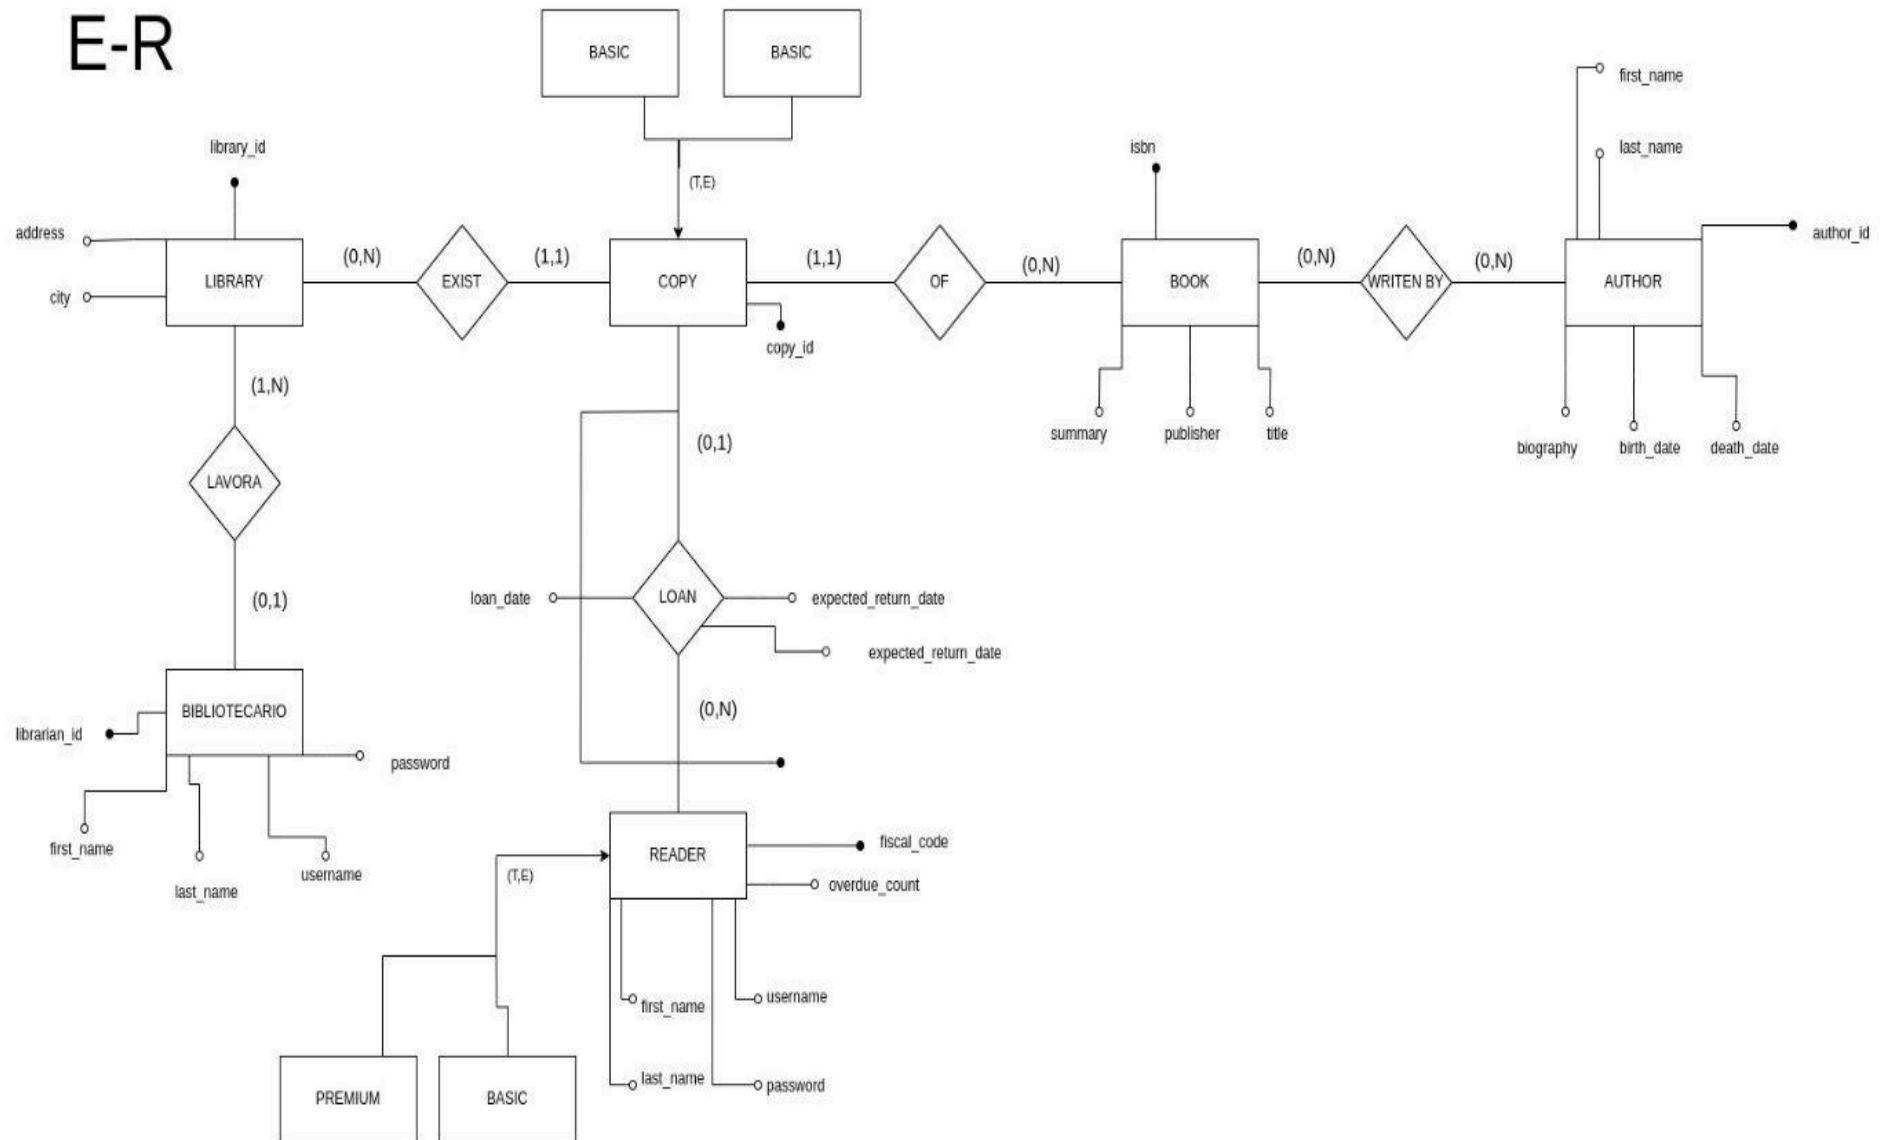 E-R
BASIC
BASIC
first_name
library_id
isbn
last_name
(T,E)
address
author_id
(0,N)
(1,1)
(1,1)
(0,N)
(0,N)
(0,N)
LIBRARY
EXIST
COPY
OF
BOOK
WRITEN BY
AUTHOR
city
copy_id
(1,N)
summary
publisher
title
(0,1)
biography
birth_date
death_date
LAVORA
(0,1)
loan_date
LOAN
expected_return_date
expected_return_date
BIBLIOTECARIO
(0,N)
librarian_id
password
first_name
last_name
username
READER
fiscal_code
(T,E)
overdue_count
first_name
username
last_name
password
PREMIUM
BASIC